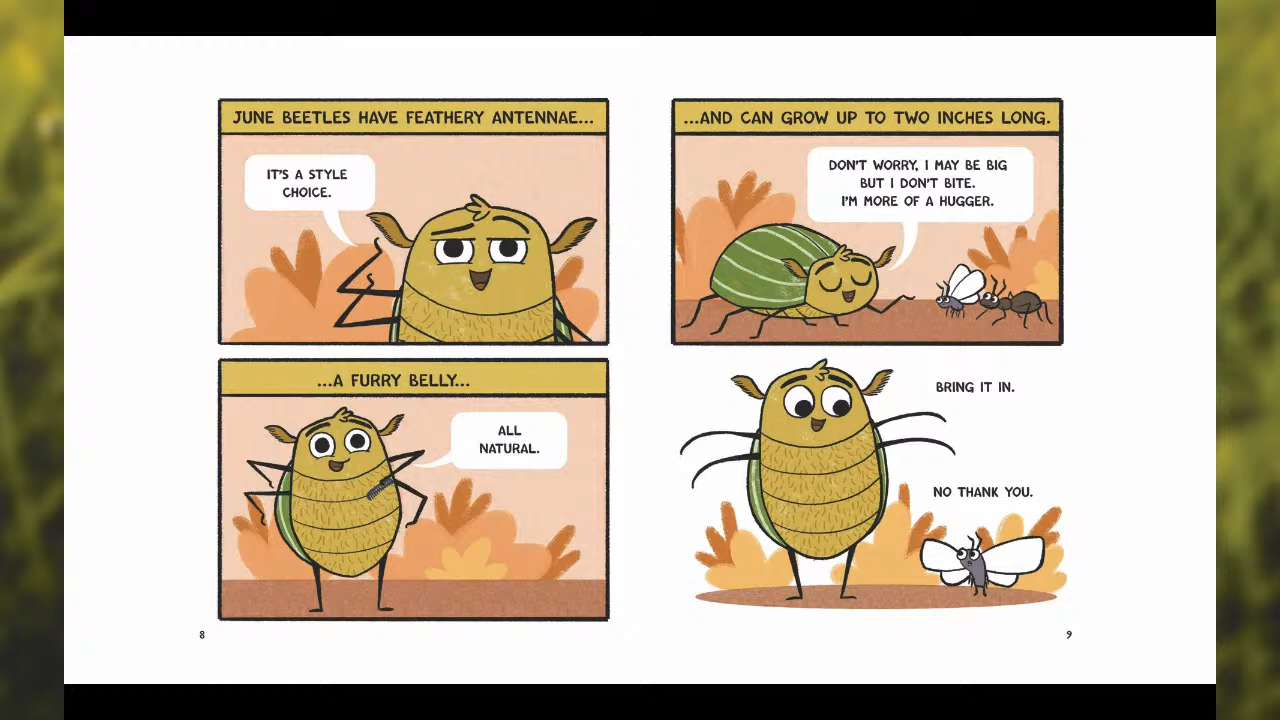 JUNE BEETLES HAVE FEATHERY ANTENNAE...
IT'S A STYLE
CHOICE.
...A FURRY BELLY...
ALL
NATURAL.
8
...AND CAN GROW UP TO TWO INCHES LONG.
DON'T WORRY, I MAY BE BIG
BUT I DON'T BITE.
I'M MORE OF A HUGGER.
BRING IT IN.
NO THANK YOU.
9